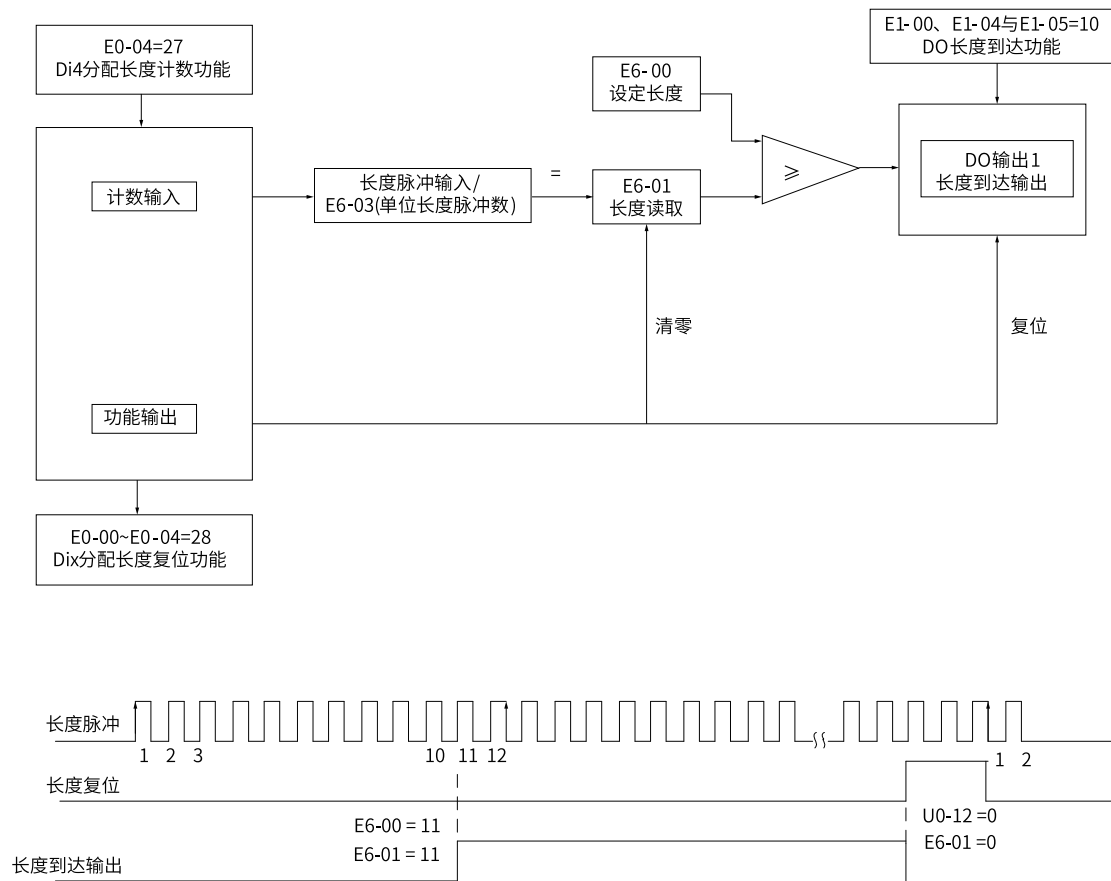 E0-04=27
Di4分配长度计数功能
E1-00、E1-04与E1-05=10
DO长度到达功能
E6-00
设定长度
计数输入
长度脉冲输入/
E6-03(单位长度脉冲数)
=
E6-01
长度读取
≥
DO输出1
长度到达输出
清零
复位
功能输出
E0-00~E0-04=28
Dix分配长度复位功能
长度脉冲
1 2 3 10 11 12 1 2
长度复位
E6-00 = 11
U0-12 =0
E6-01 = 11
E6-01 =0
长度到达输出